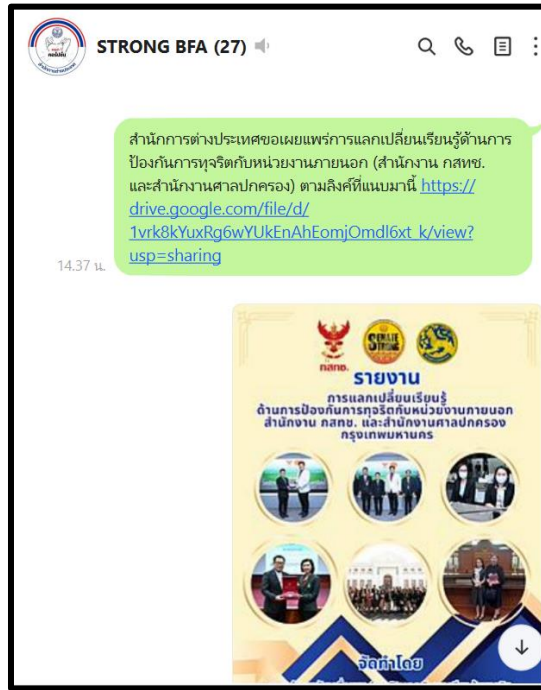 STRONG BFA (27)
สำนักการต่างประเทศขอเผยแพร่การแลกเปลี่ยนเรียนรู้ด้านการ
ป้องกันการทุจริตกับหน่วยงานภายนอก (สำนักงาน กสทช.
และสำนักงานศาลปกครอง) ตามลิงค์ที่แนบมานี้ https://
drive.google.com/file/d/
1vrk8kYuxRg6wYUkEnAhEomjOmdl6xt_k/view?
usp=sharing
14.37 น.
กสทช.
SENATE
STRONG
รายงาน
การแลกเปลี่ยนเรียนรู้
ด้านการป้องกันการทุจริตกับหน่วยงานภายนอก
สำนักงาน กสทช. และสำนักงานศาลปกครอง
กรุงเทพมหานคร
จัดทำโดย